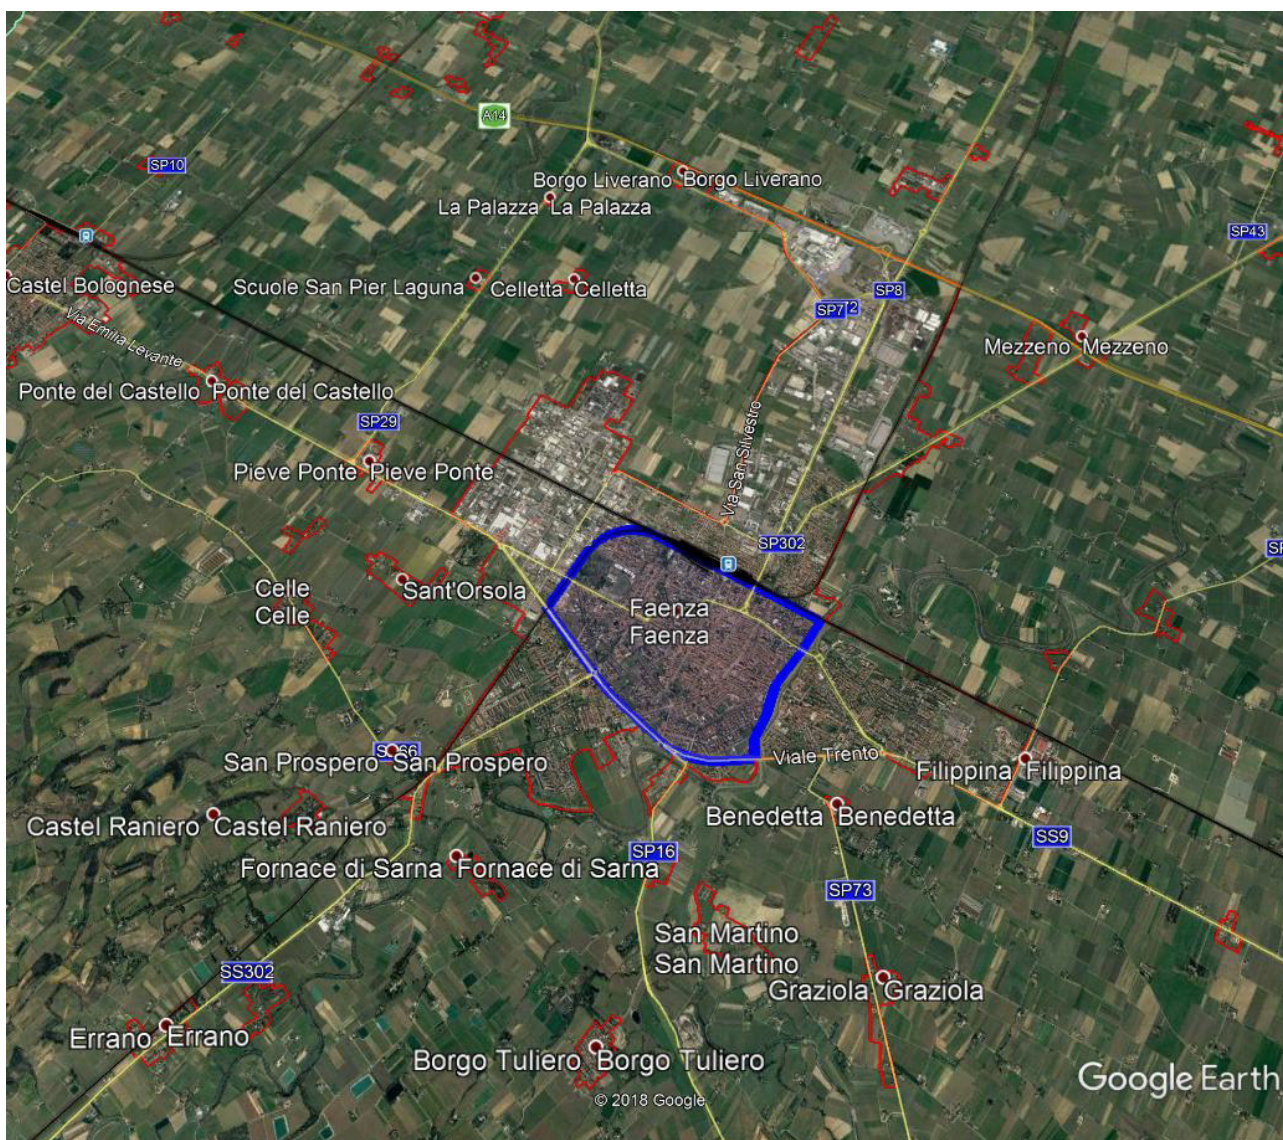 A14
SP10
Borgo Liverano Borgo Liverano
La Palazza La Palazza
SP43
Castel Bolognese
Scuole San Pier Laguna
Celletta Celletta
SP8
SP7
Via Emilia Levante
Mezzeno Mezzeno
Ponte del Castello Ponte del Castello
SP29
Via San Silvestro
Pieve Ponte Pieve Ponte
SP302
Celle
Celle
Sant'Orsola
Faenza
Faenza
San Prospero San Prospero
Viale Trento
Filippina Filippina
Castel Raniero Castel Raniero
Benedetta Benedetta
SS9
Fornace di Sarna Fornace di Sarna
SP16
SP73
San Martino
San Martino
SS302
Graziola Graziola
Errano Errano
Borgo Tuliero Borgo Tuliero
Google Earth
© 2018 Google